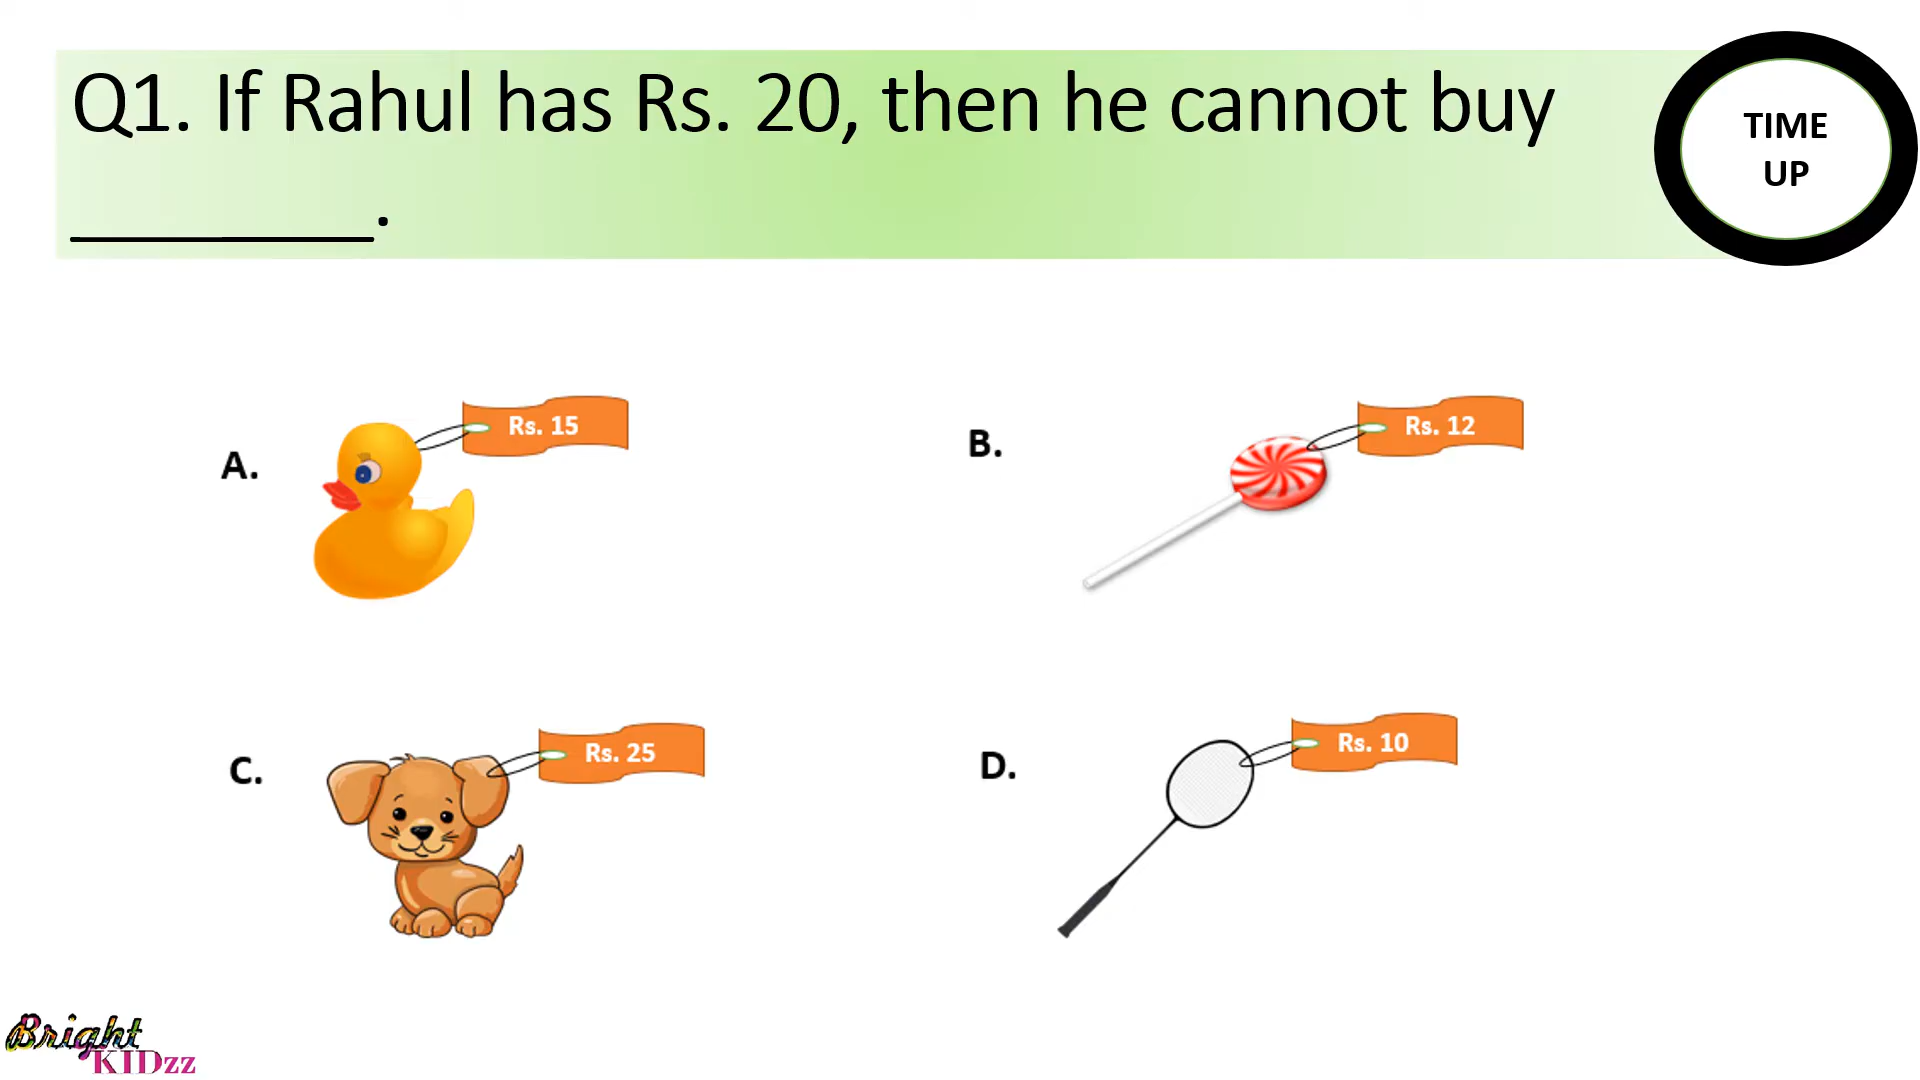 Q1. If Rahul has Rs. 20, then he cannot buy
________.
TIME
UP
A.
Rs. 15
B.
Rs. 12
C.
Rs. 25
D.
Rs. 10
Bright
KIDzz